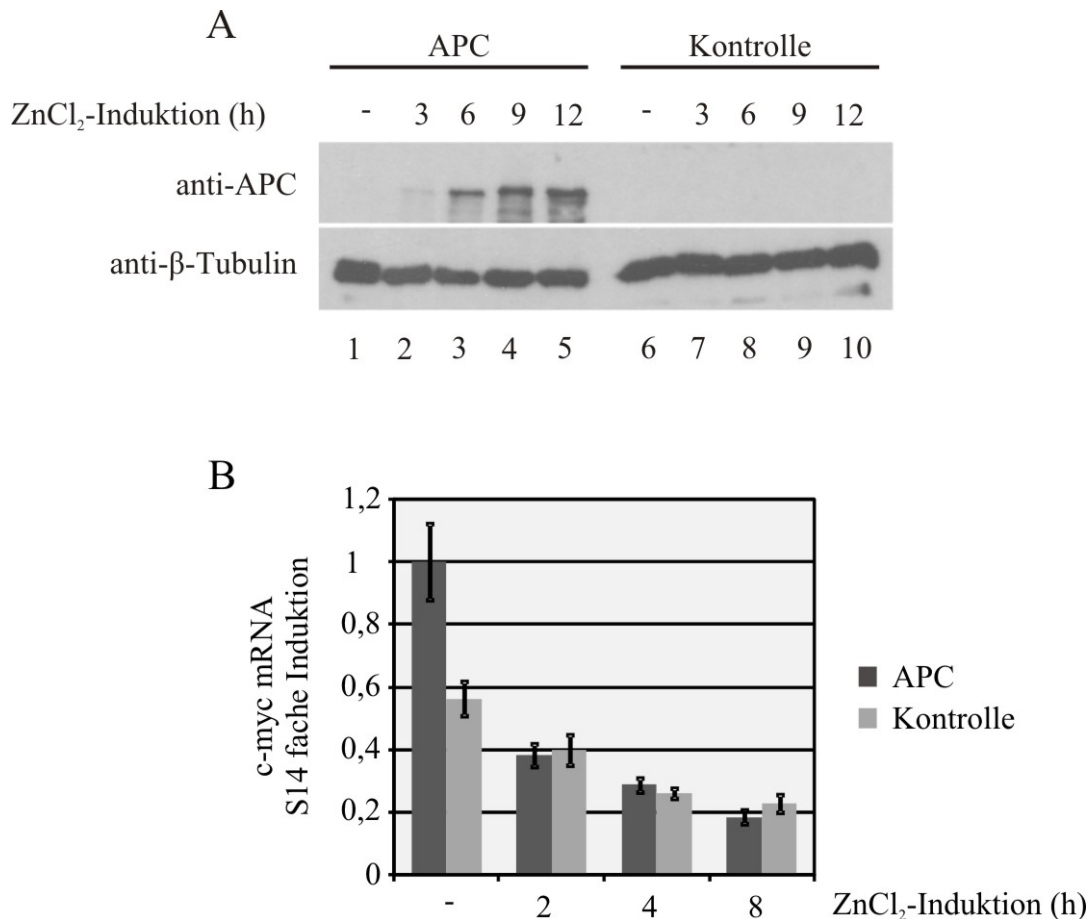 A
APC Kontrolle
ZnCl₂-Induktion (h) - 3 6 9 12 - 3 6 9 12
anti-APC
anti-β-Tubulin
1 2 3 4 5 6 7 8 9 10
B
c-myc mRNA
S14 fache Induktion
1,2
1
0,8
0,6
0,4
0,2
0
APC
Kontrolle
- 2 4 8 ZnCl₂-Induktion (h)